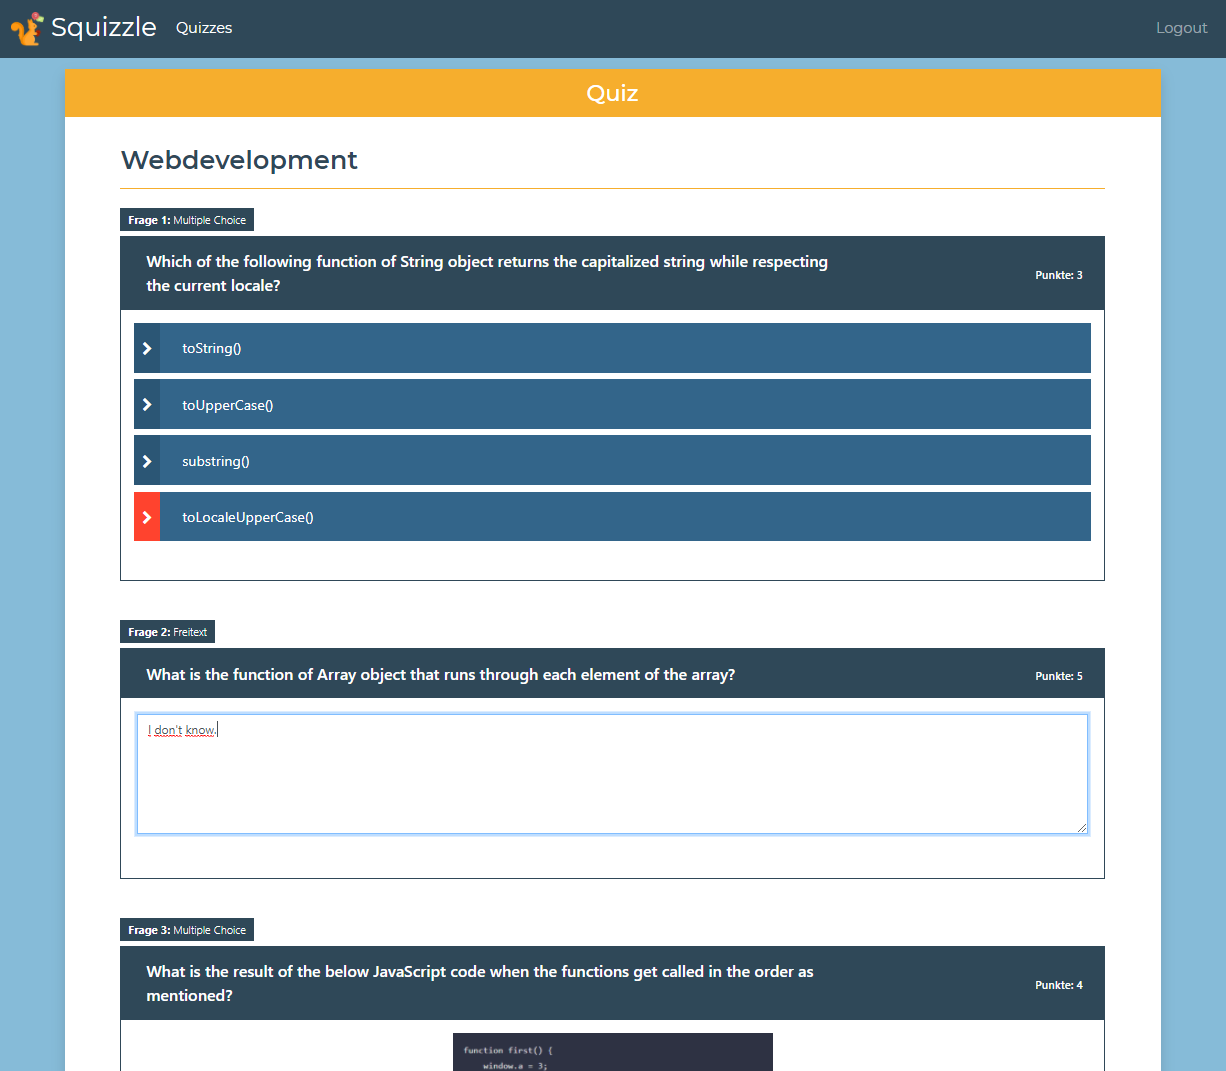 Squizzle Quizzes Logout
Quiz
Webdevelopment
Frage 1: Multiple Choice
Which of the following function of String object returns the capitalized string while respecting
the current locale?
Punkte: 3
toString()
toUpperCase()
substring()
toLocaleUpperCase()
Frage 2: Freitext
What is the function of Array object that runs through each element of the array?
Punkte: 5
I don't know.
Frage 3: Multiple Choice
What is the result of the below JavaScript code when the functions get called in the order as
mentioned?
Punkte: 4
function first() {
window.a = 3;